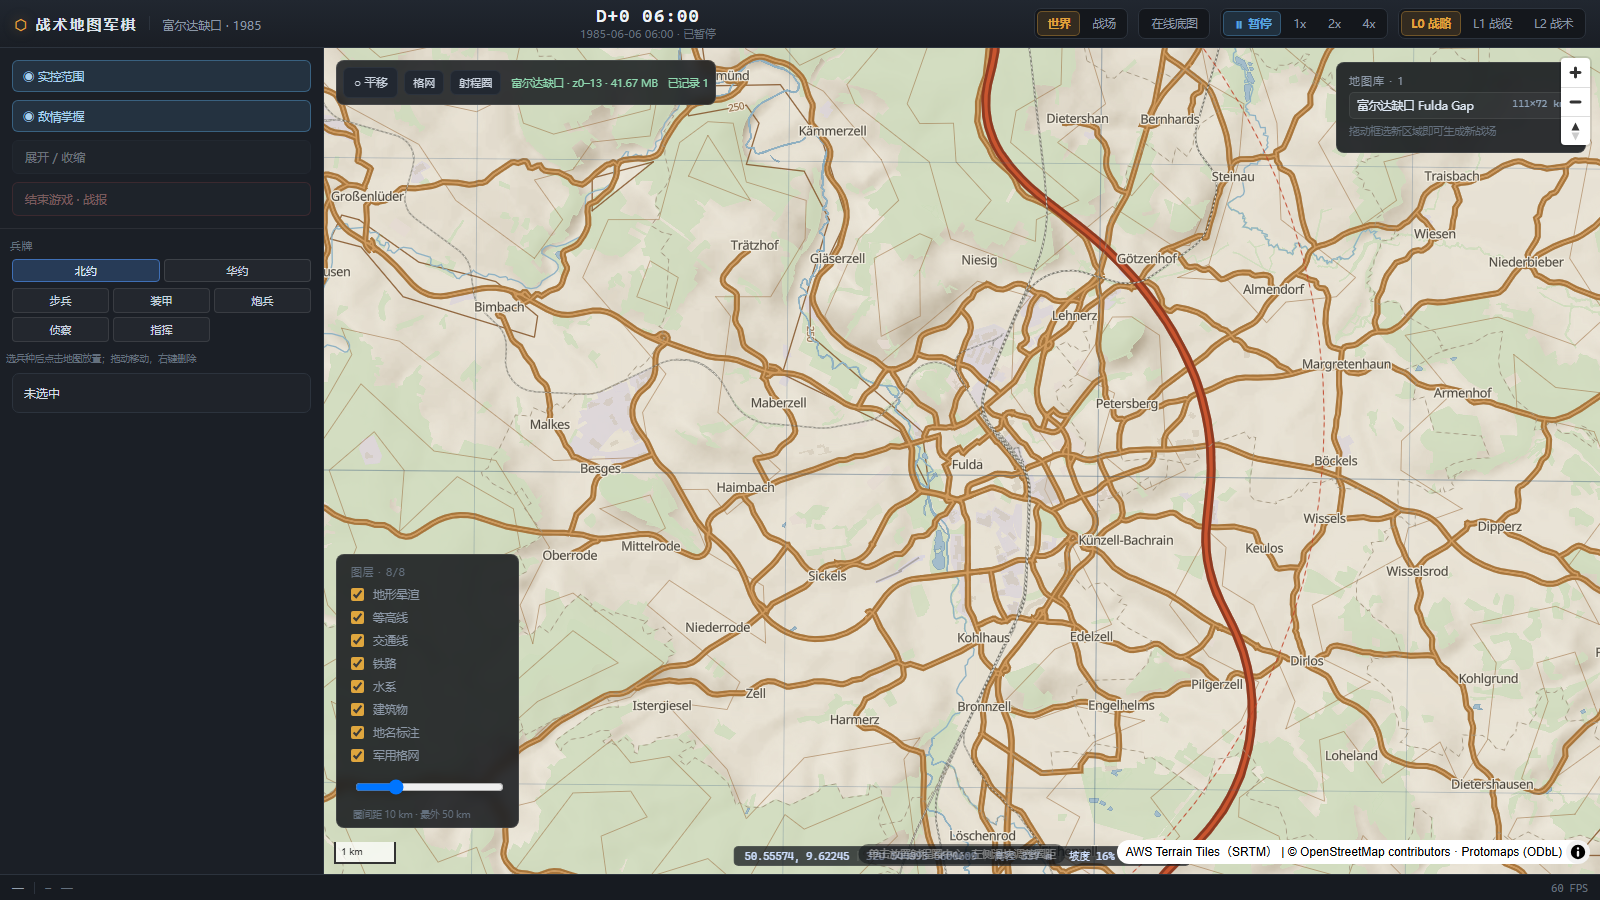 战术地图军棋
富尔达缺口 · 1985
D+0 06:00
1985-06-06 06:00 · 已暂停
世界
战场
在线底图
暂停
1x
2x
4x
L0 战略
L1 战役
L2 战术
实控范围
敌情掌握
展开 / 收缩
结束游戏 · 战报
兵牌
北约
华约
步兵
装甲
炮兵
侦察
指挥
选兵种后点击地图放置；拖动移动，右键删除
未选中
平移
格网
射程圈
富尔达缺口 · z0–13 · 41.67 MB
已记录 1
地图库 · 1
富尔达缺口 Fulda Gap
111×72
拖动框选新区域即可生成新战场
münd
250
Kämmerzell
Dietershan
Bernhards
Steinau
Traisbach
Großenlüder
Wiesen
Trätzhof
Gläserzell
Niesig
Götzenhof
Niederbieber
usen
Almendorf
Bimbach
Lehnerz
250
Margretenhaun
Armenhof
Maberzell
Petersberg
Malkes
Besges
Fulda
Böckels
Haimbach
Wissels
Dipperz
Künzell-Bachrain
Mittelrode
Oberrode
Keulos
Sickels
Wisselsrod
Niederrode
Kohlhaus
Edelzell
Dirlos
Kohlgrund
Pilgerzell
Zell
Istergiesel
Harmerz
Bronnzell
Engelhelms
Loheland
Dietershausen
Löschenrod
图层 · 8/8
地形晕渲
等高线
交通线
铁路
水系
建筑物
地名标注
军用格网
圈间距 10 km · 最外 50 km
1 km
50.55574, 9.62245
坡度 16%
AWS Terrain Tiles（SRTM） | © OpenStreetMap contributors · Protomaps (ODbL)
— | – —
60 FPS